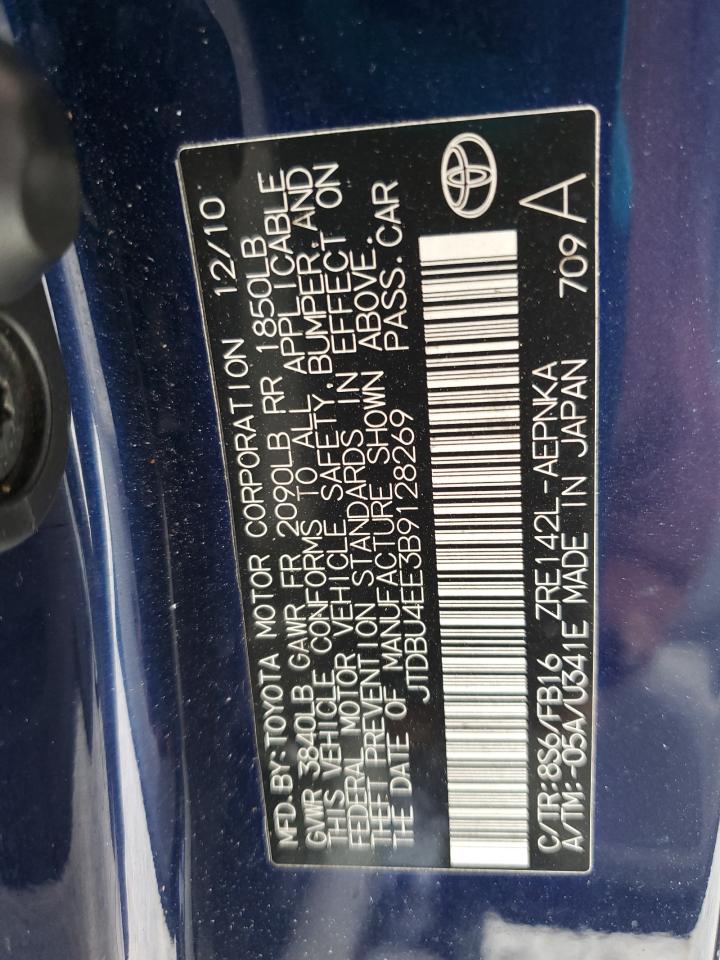 MFD.BY:TOYOTA MOTOR CORPORATION 12/10
GVWR 3840LB GAWR FR 2090LB RR 1850LB
THIS VEHICLE CONFORMS TO ALL APPLICABLE
FEDERAL MOTOR VEHICLE SAFETY,BUMPER,AND
THEFT PREVENTION STANDARDS IN EFFECT ON
THE DATE OF MANUFACTURE SHOWN ABOVE.
JTDBU4EE3B9128269 PASS.CAR
C/TR:8S6/FB16 ZRE142L-AEPNKA
A/TM:-05A/U341E MADE IN JAPAN 709 A